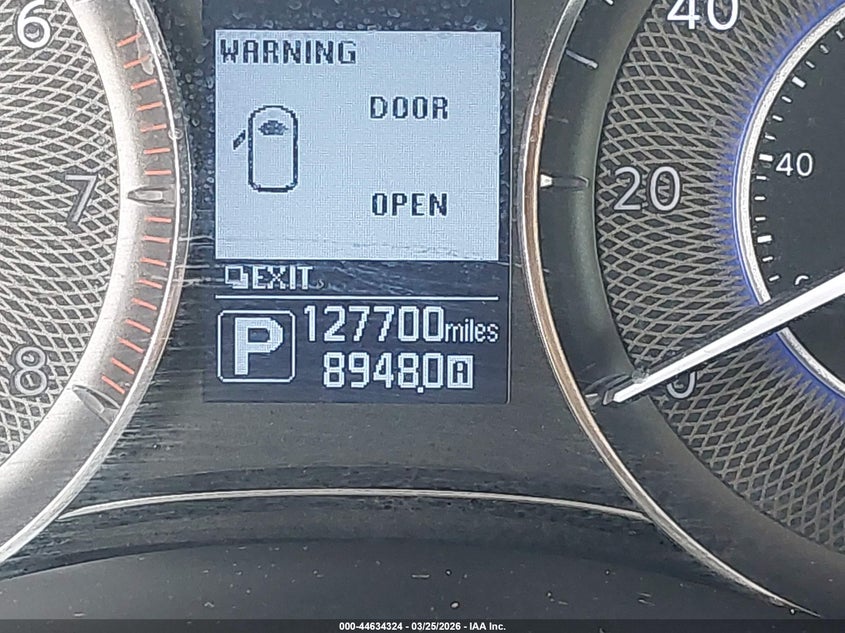 6
7
8
WARNING
DOOR
OPEN
EXIT
P
127700miles
8948.0 A
40
20
0
40
000-44634324 - 03/25/2026 - IAA Inc.